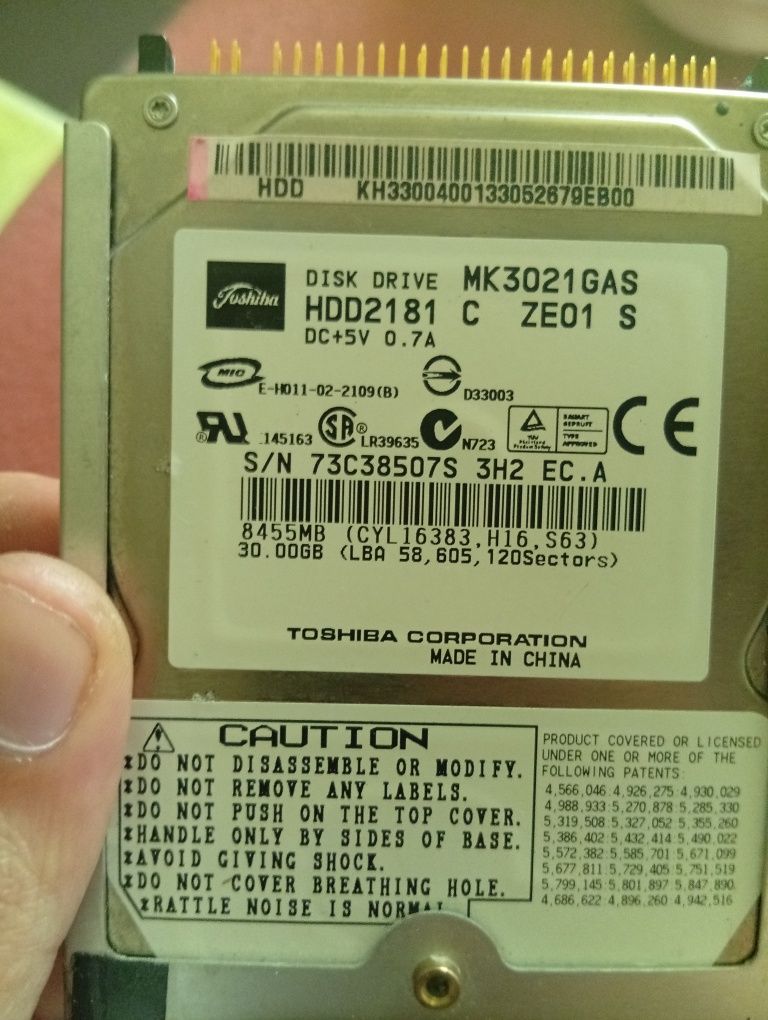 HDD KH3300400133052679EB00
Toshiba
DISK DRIVE MK3021GAS
HDD2181 C ZE01 S
DC+5V 0.7A
MIC E-H011-02-2109(B) D33003
®RU 145163 SA® LR39635 N723 CE
S/N 73C38507S 3H2 EC.A
8455MB (CYL16383,H16,S63)
30.00GB (LBA 58,605,120Sectors)
TOSHIBA CORPORATION
MADE IN CHINA
CAUTION
*DO NOT DISASSEMBLE OR MODIFY.
*DO NOT REMOVE ANY LABELS.
*DO NOT PUSH ON THE TOP COVER.
*HANDLE ONLY BY SIDES OF BASE.
*AVOID GIVING SHOCK.
*DO NOT COVER BREATHING HOLE.
*RATTLE NOISE IS NORMAL
PRODUCT COVERED OR LICENSED
UNDER ONE OR MORE OF THE
FOLLOWING PATENTS:
4,566,046 4,926,275 4,930,029
4,988,933 5,270,878 5,285,330
5,319,508 5,327,052 5,355,260
5,386,402 5,432,414 5,490,022
5,572,382 5,585,701 5,671,099
5,677,811 5,729,405 5,751,519
5,799,145 5,801,897 5,847,890
4,686,622 4,896,260 4,942,516